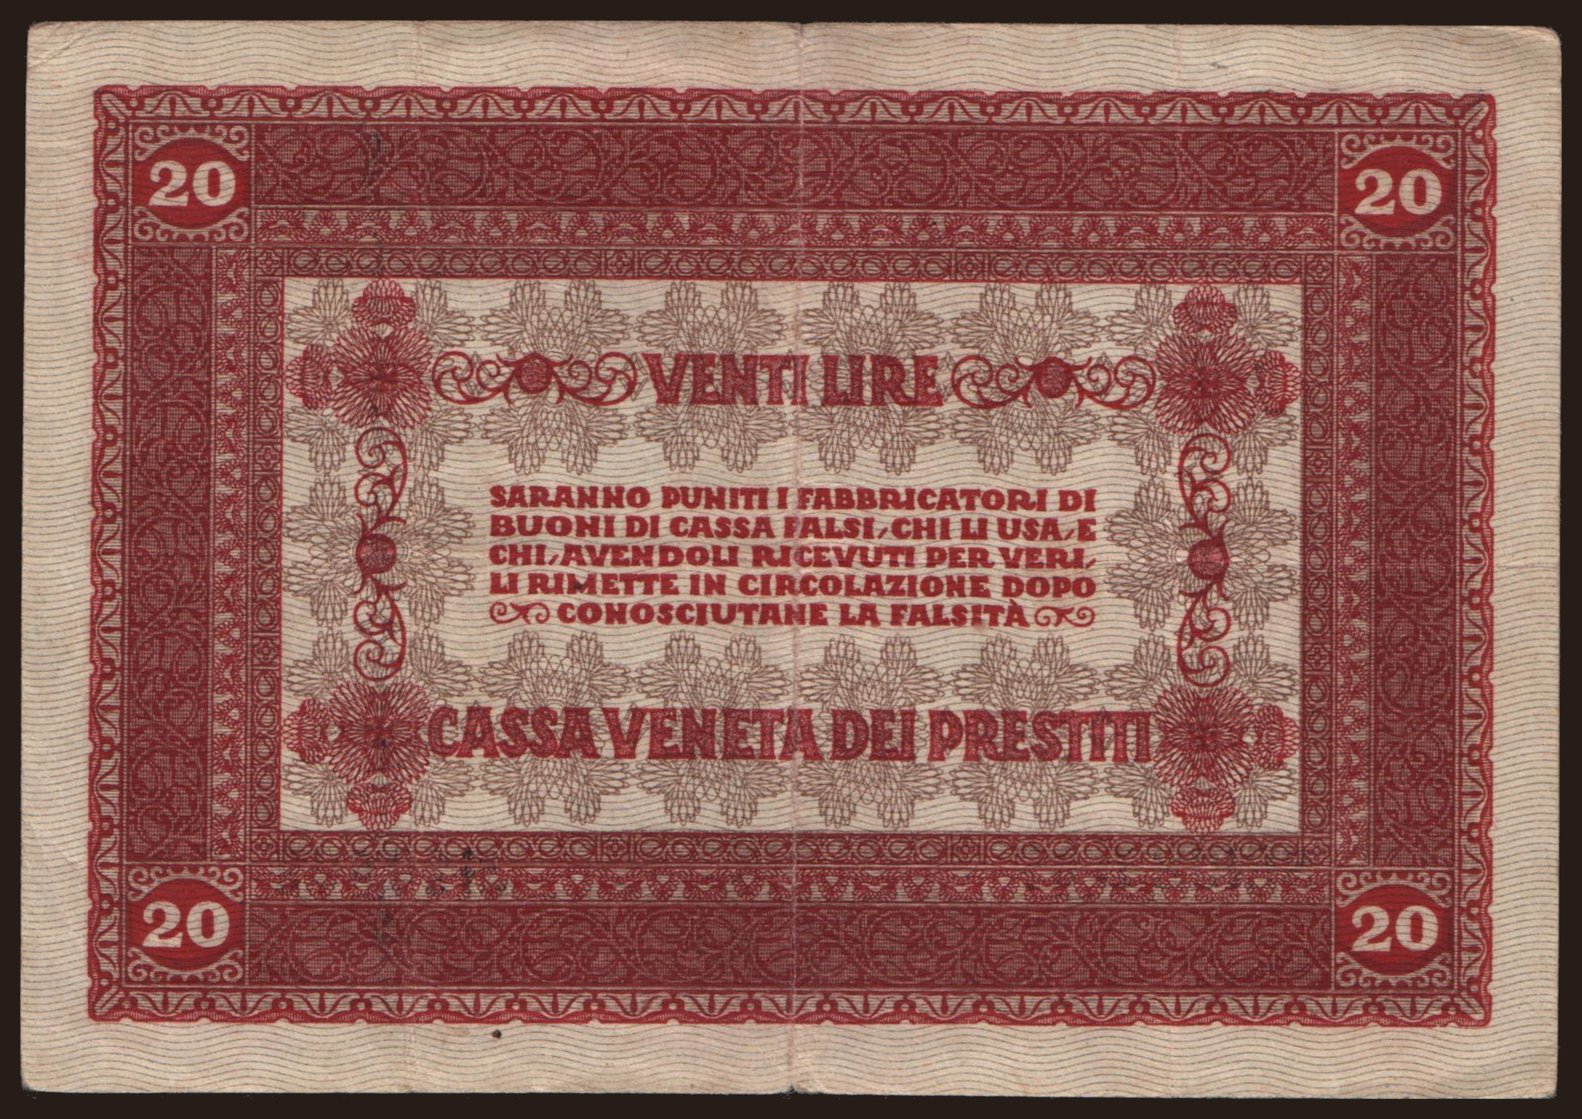 20 20
VENTI LIRE
SARANNO PUNITI I FABBRICATORI DI
BUONI DI CASSA FALSI, CHI LI USA, E
CHI, AVENDOLI RICEVUTI PER VERI,
LI RIMETTE IN CIRCOLAZIONE DOPO
CONOSCIUTANE LA FALSITÀ
CASSA VENETA DEI PRESTITI
20 20